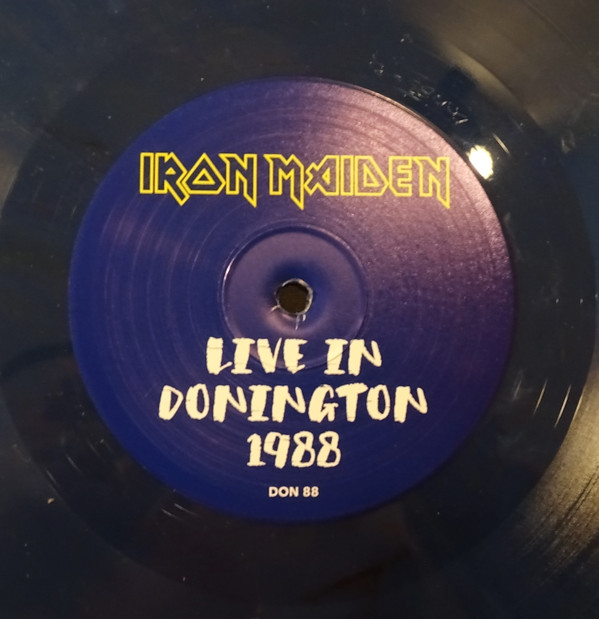 IRON MAIDEN
LIVE IN
DONINGTON
1988
DON 88